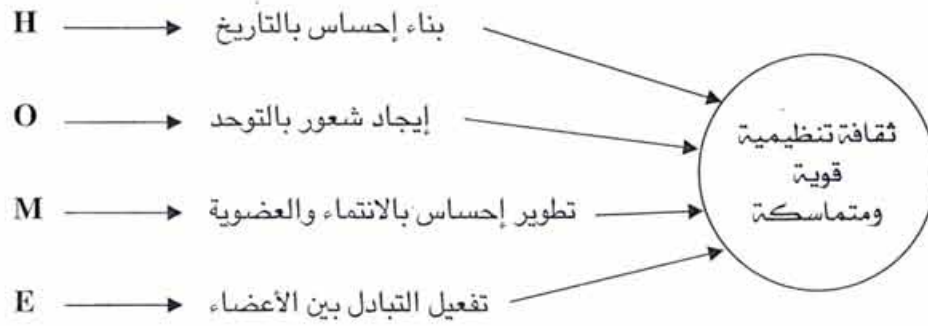 H بناء إحساس بالتاريخ
O إيجاد شعور بالتوحد
M تطوير إحساس بالانتماء والعضوية
E تفعيل التبادل بين الأعضاء
ثقافة تنظيمية
قوية
ومتماسكة